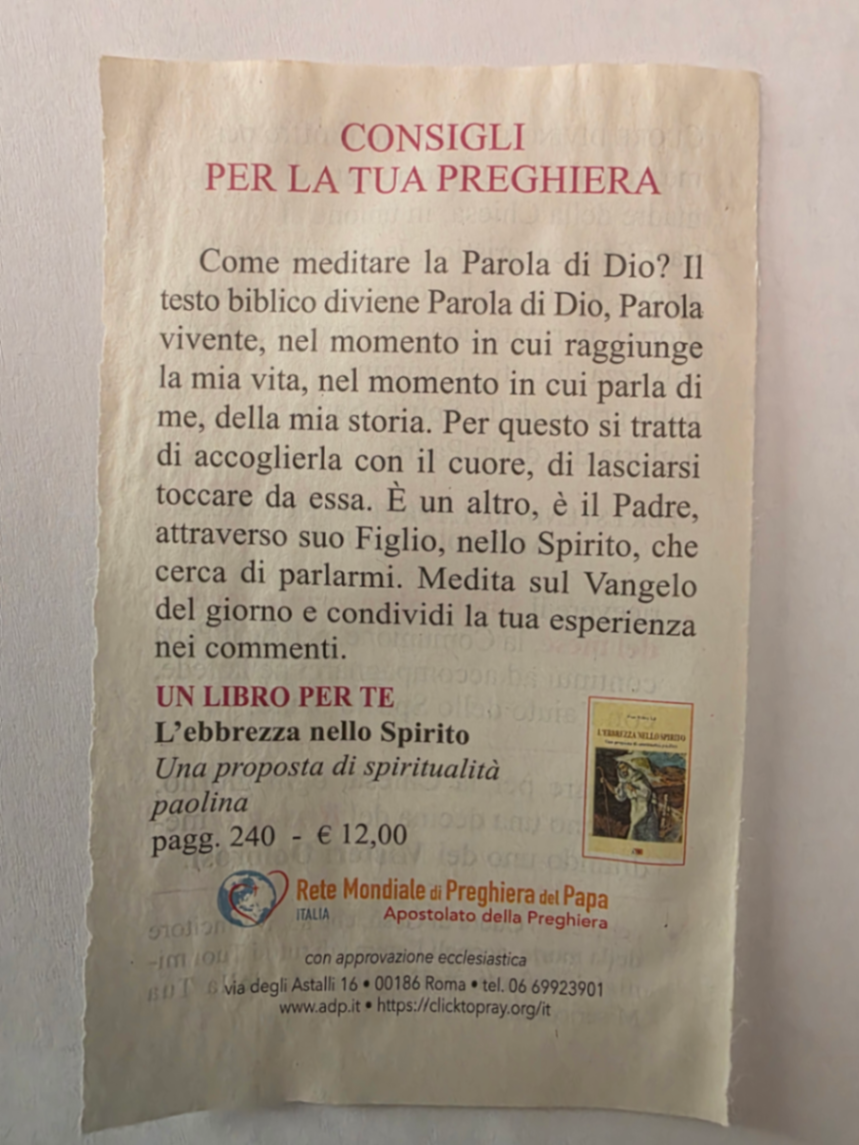 CONSIGLI
PER LA TUA PREGHIERA
Come meditare la Parola di Dio? Il
testo biblico diviene Parola di Dio, Parola
vivente, nel momento in cui raggiunge
la mia vita, nel momento in cui parla di
me, della mia storia. Per questo si tratta
di accoglierla con il cuore, di lasciarsi
toccare da essa. È un altro, è il Padre,
attraverso suo Figlio, nello Spirito, che
cerca di parlarmi. Medita sul Vangelo
del giorno e condividi la tua esperienza
nei commenti.
UN LIBRO PER TE
L'ebbrezza nello Spirito
Una proposta di spiritualità
paolina
pagg. 240 - € 12,00
L'EBBREZZA NELLO SPIRITO
Rete Mondiale di Preghiera del Papa
ITALIA Apostolato della Preghiera
con approvazione ecclesiastica
via degli Astalli 16 • 00186 Roma • tel. 06 69923901
www.adp.it • https://clicktopray.org/it